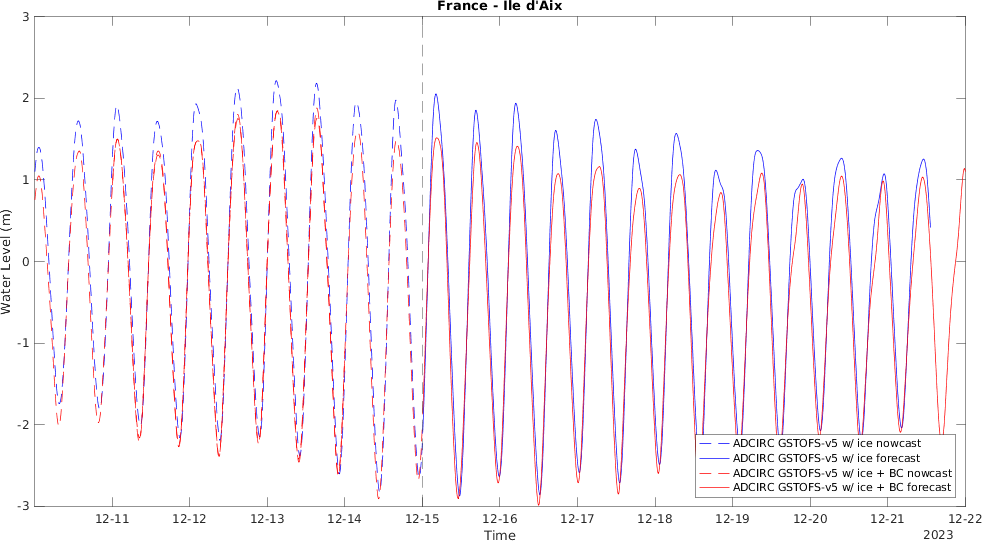 France - Ile d'Aix
3
2
1
0
-1
-2
-3
Water Level (m)
12-11
12-12
12-13
12-14
12-15
12-16
12-17
12-18
12-19
12-20
12-21
12-22
Time
2023
ADCIRC GSTOFS-v5 w/ ice nowcast
ADCIRC GSTOFS-v5 w/ ice forecast
ADCIRC GSTOFS-v5 w/ ice + BC nowcast
ADCIRC GSTOFS-v5 w/ ice + BC forecast